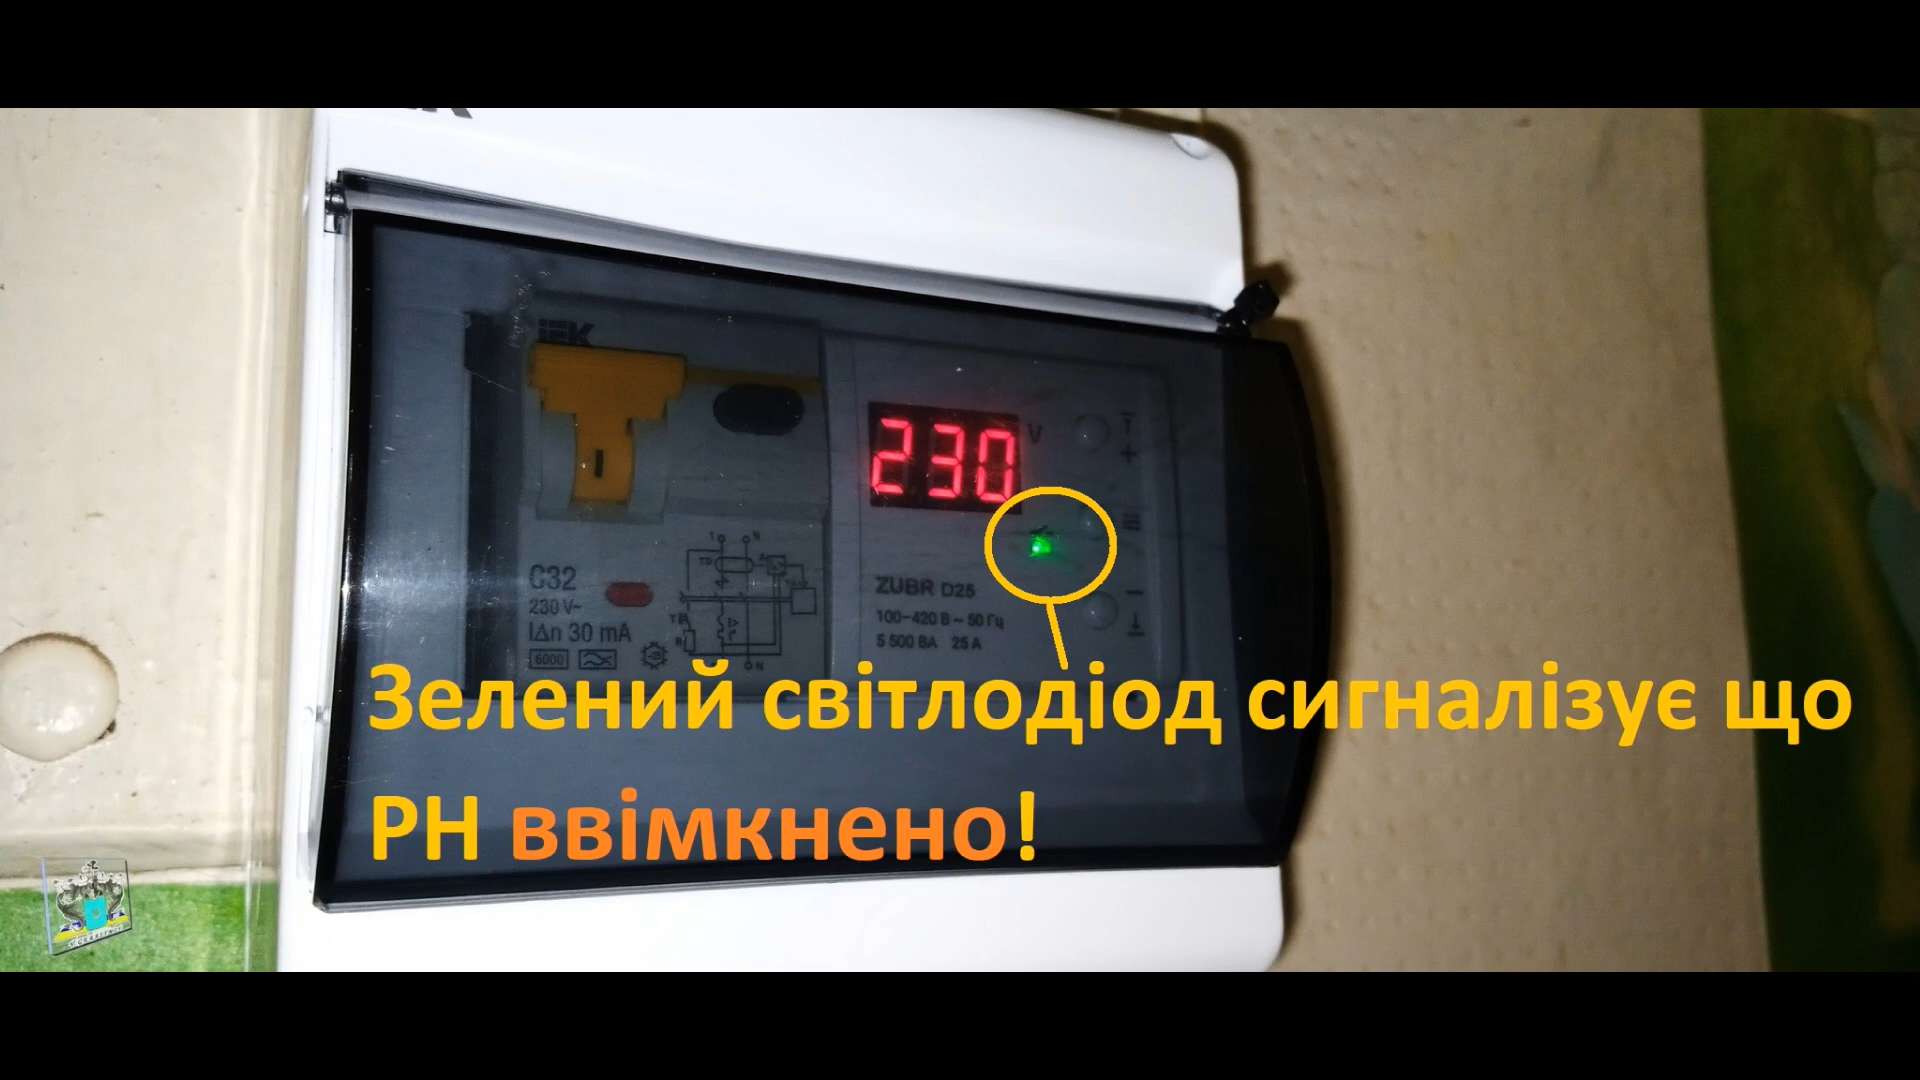 IEK
230 V
C32
230 V~
I∆n 30 mA
6000
ZUBR D25
100–420 В ~ 50 Гц
5 500 ВА 25 А
Зелений світлодіод сигналізує що
РН ввімкнено!